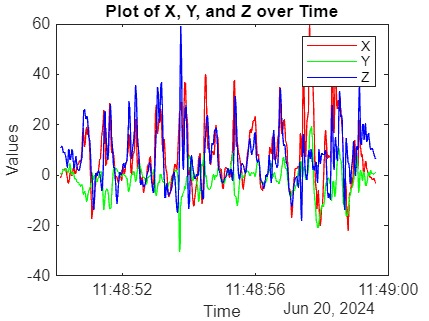 Plot of X, Y, and Z over Time
60
40
20
0
-20
-40
Values
X
Y
Z
11:48:52
11:48:56
11:49:00
Time
Jun 20, 2024